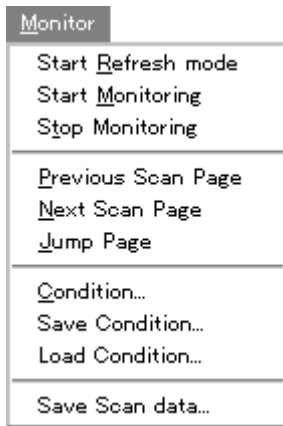 Monitor
Start Refresh mode
Start Monitoring
Stop Monitoring
Previous Scan Page
Next Scan Page
Jump Page
Condition...
Save Condition...
Load Condition...
Save Scan data...